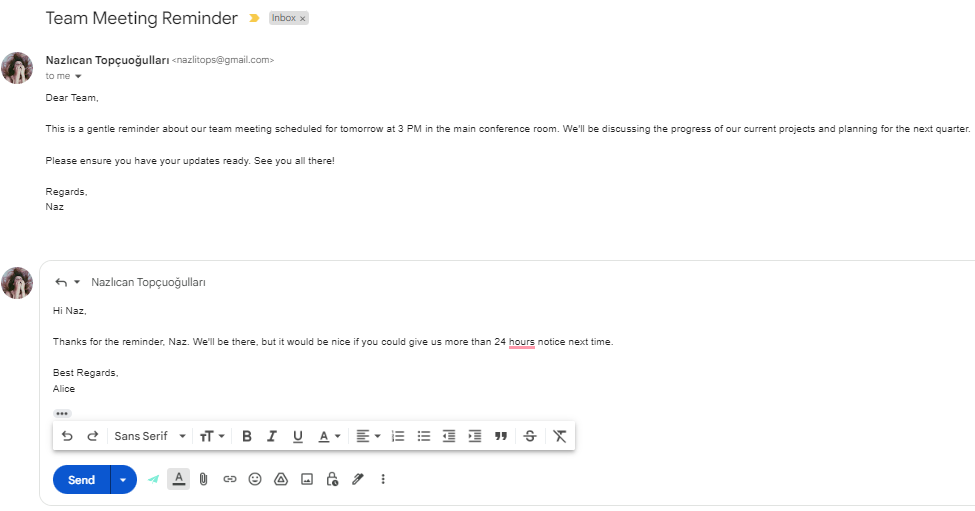 Team Meeting Reminder Inbox x
Nazlıcan Topçuoğulları <nazlitops@gmail.com>
to me
Dear Team,
This is a gentle reminder about our team meeting scheduled for tomorrow at 3 PM in the main conference room. We'll be discussing the progress of our current projects and planning for the next quarter.
Please ensure you have your updates ready. See you all there!
Regards,
Naz
Nazlıcan Topçuoğulları
Hi Naz,
Thanks for the reminder, Naz. We'll be there, but it would be nice if you could give us more than 24 hours notice next time.
Best Regards,
Alice
Sans Serif
Send